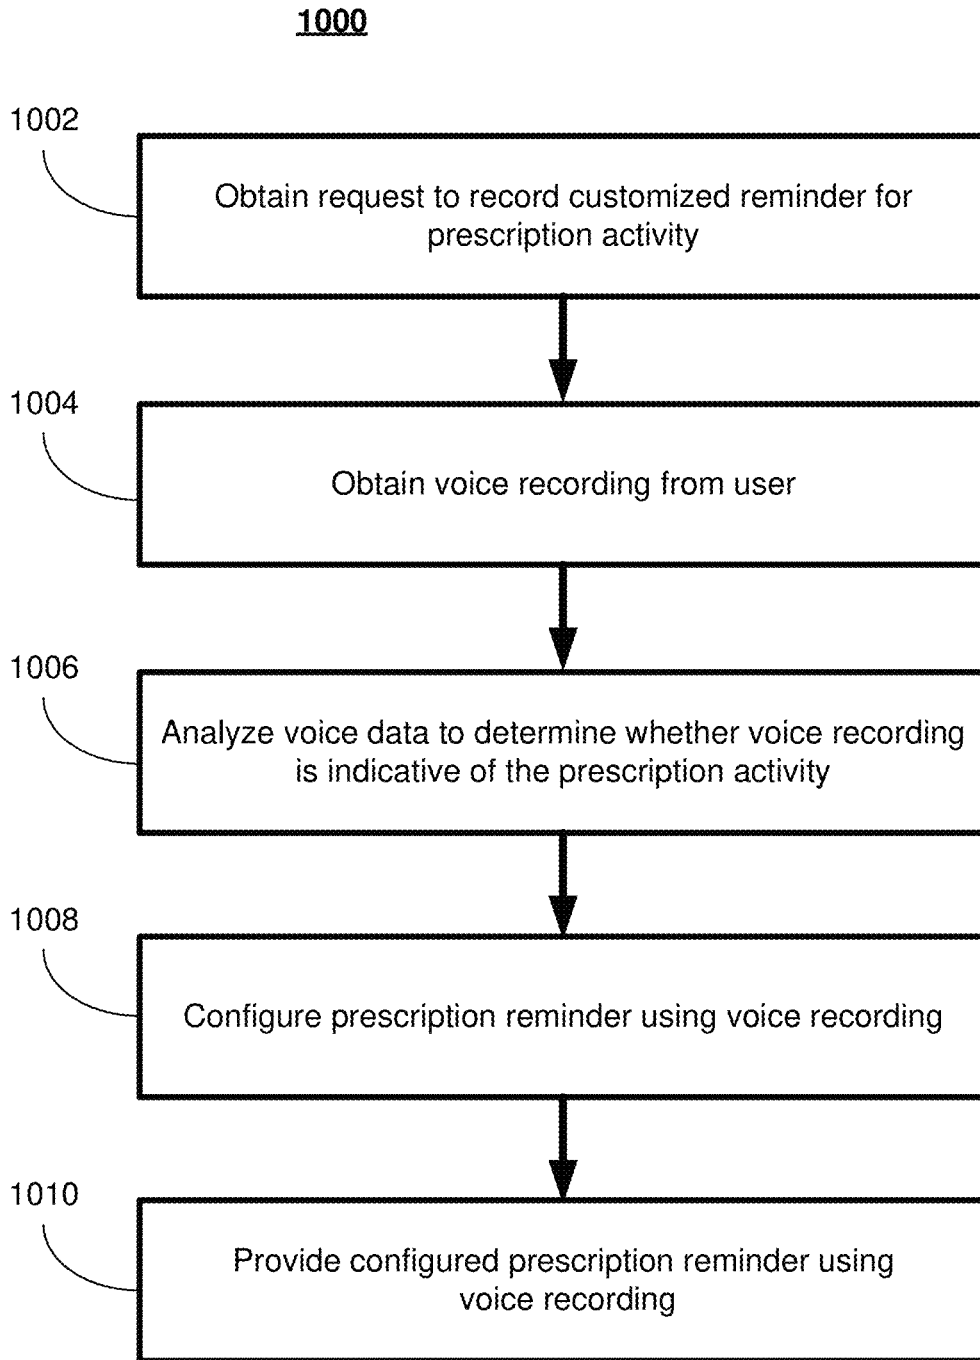 1000
1002
Obtain request to record customized reminder for
prescription activity
1004
Obtain voice recording from user
1006
Analyze voice data to determine whether voice recording
is indicative of the prescription activity
1008
Configure prescription reminder using voice recording
1010
Provide configured prescription reminder using
voice recording